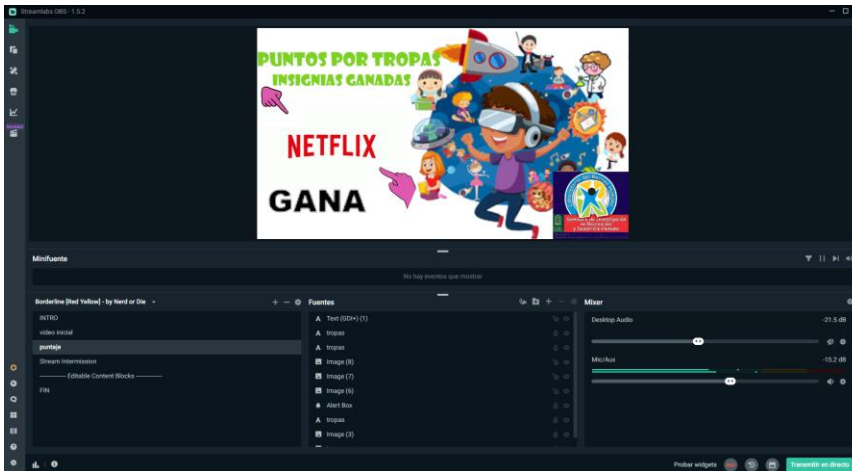 Streamlabs OBS - 1.5.2
PUNTOS POR TROPAS
INSIGNIAS GANADAS
NETFLIX
GANA
Minifuente
No hay eventos que mostrar
Borderline [Red Yellow] - by Nerd or Die
INTRO
video inicial
puntaje
Stream Intermission
---------- Editable Content Blocks ----------
FIN
Fuentes
Text (GDI+) (1)
tropas
Image (8)
Image (7)
Image (6)
Alert Box
tropas
Image (3)
Mixer
Desktop Audio
-21.5 dB
Mic/Aux
-15.2 dB
Probar widgets
REC
Transmitir en directo